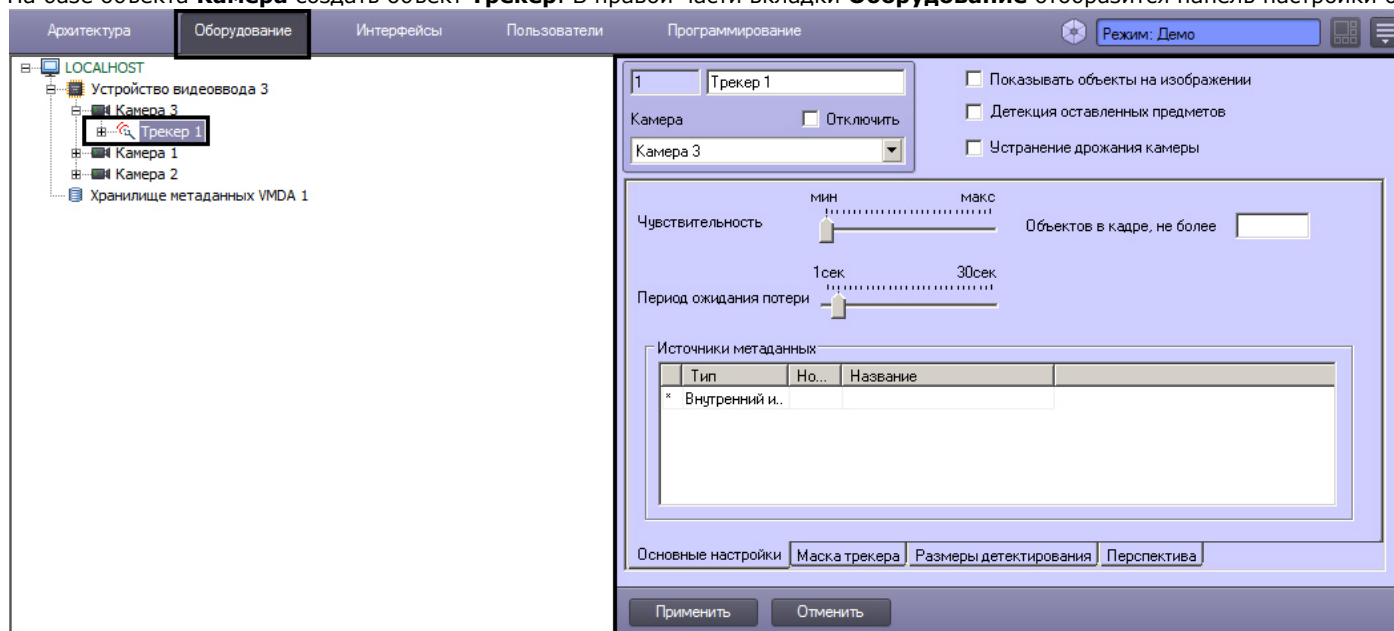 На базе объекта Камера создать объект Трекер. В правой части вкладки Оборудование отобразится панель настройки
Архитектура Оборудование Интерфейсы Пользователи Программирование Режим: Демо
LOCALHOST
Устройство видеоввода 3
Камера 3
Трекер 1
Камера 1
Камера 2
Хранилище метаданных VMDA 1
1 Трекер 1
Камера Отключить
Камера 3
Показывать объекты на изображении
Детекция оставленных предметов
Устранение дрожания камеры
мин макс
Чувствительность
Объектов в кадре, не более
1сек 30сек
Период ожидания потери
Источники метаданных
Тип Но... Название
* Внутренний и..
Основные настройки Маска трекера Размеры детектирования Перспектива
Применить Отменить